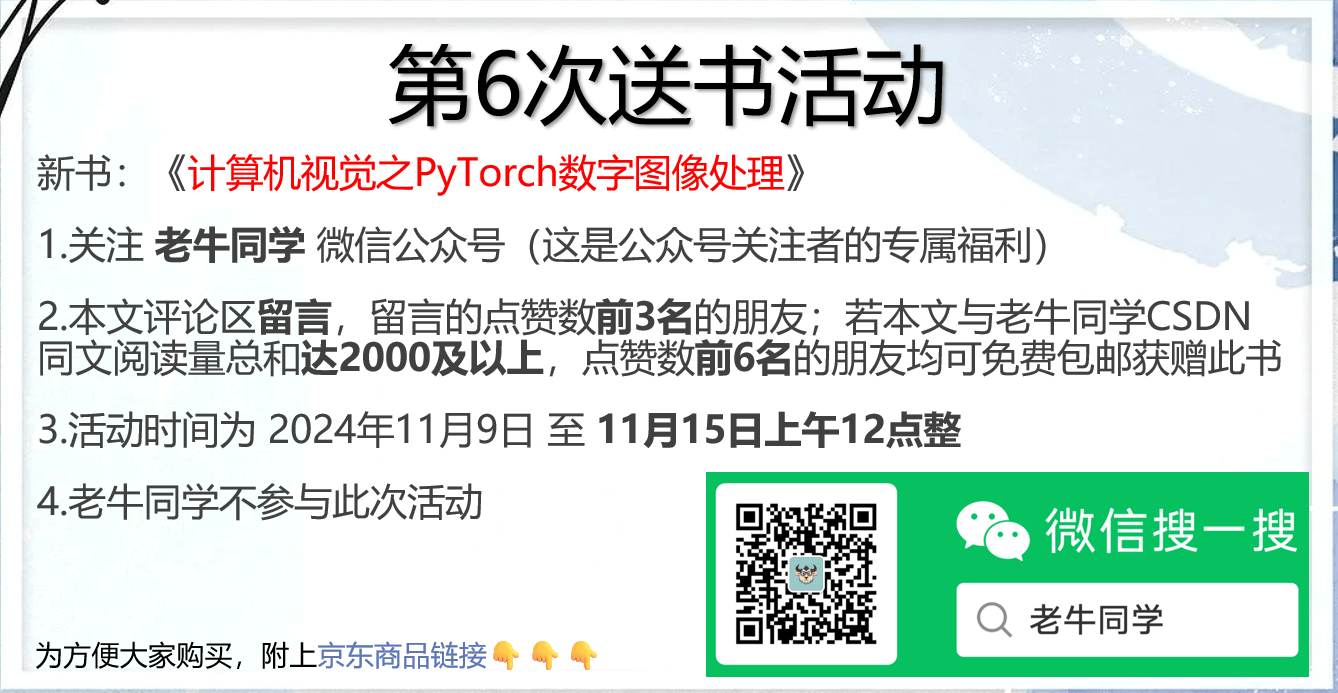 第6次送书活动
新书：《计算机视觉之PyTorch数字图像处理》
1.关注 老牛同学 微信公众号（这是公众号关注者的专属福利）
2.本文评论区留言，留言的点赞数前3名的朋友；若本文与老牛同学CSDN
同文阅读量总和达2000及以上，点赞数前6名的朋友均可免费包邮获赠此书
3.活动时间为 2024年11月9日 至 11月15日上午12点整
4.老牛同学不参与此次活动
微信搜一搜
老牛同学
为方便大家购买，附上京东商品链接👇👇👇